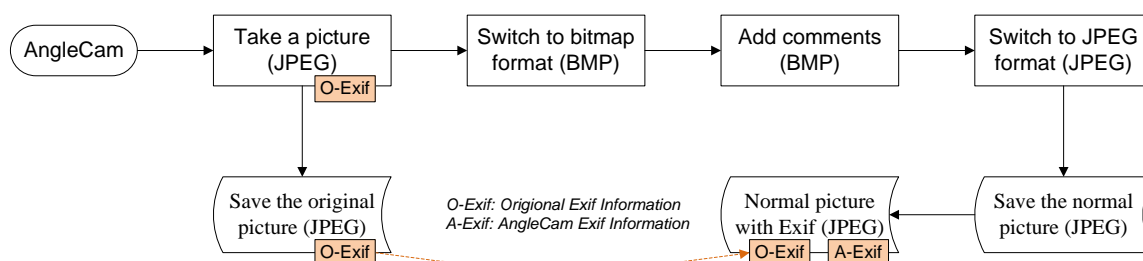 AngleCam
Take a picture
(JPEG)
O-Exif
Switch to bitmap
format (BMP)
Add comments
(BMP)
Switch to JPEG
format (JPEG)
Save the original
picture (JPEG)
O-Exif
O-Exif: Origional Exif Information
A-Exif: AngleCam Exif Information
Normal picture
with Exif (JPEG)
O-Exif
A-Exif
Save the normal
picture (JPEG)